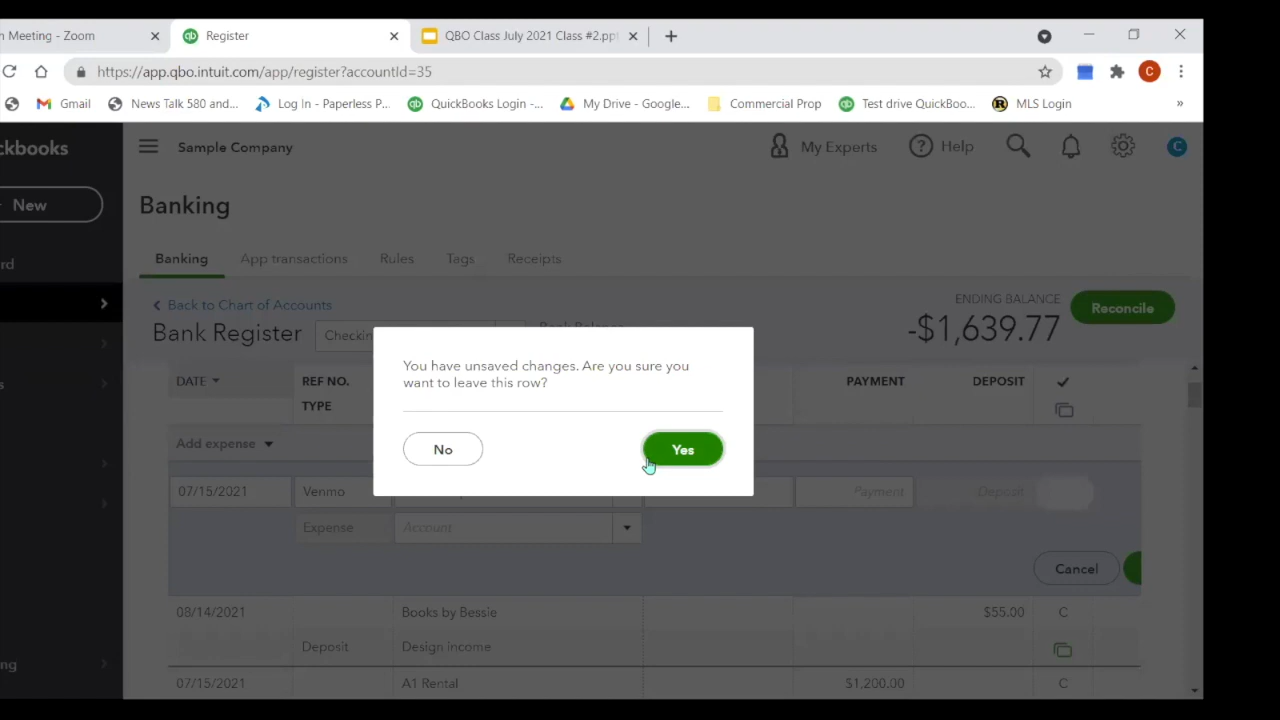 Meeting - Zoom
Register
QBO Class July 2021 Class #2.ppt
https://app.qbo.intuit.com/app/register?accountId=35
C
Gmail
News Talk 580 and...
Log In - Paperless P...
QuickBooks Login -...
My Drive - Google...
Commercial Prop
Test drive QuickBoo...
MLS Login
»
ckbooks
Sample Company
My Experts
Help
C
New
Banking
rd
Banking
App transactions
Rules
Tags
Receipts
Back to Chart of Accounts
ENDING BALANCE
Reconcile
Bank Register
Checkin
Bank Balance
-$1,639.77
You have unsaved changes. Are you sure you
want to leave this row?
No
Yes
DATE
REF NO.
TYPE
PAYMENT
DEPOSIT
Add expense
07/15/2021
Venmo
Payment
Deposit
Expense
Account
Cancel
08/14/2021
Books by Bessie
$55.00
C
Deposit
Design income
ng
07/15/2021
A1 Rental
$1,200.00
C